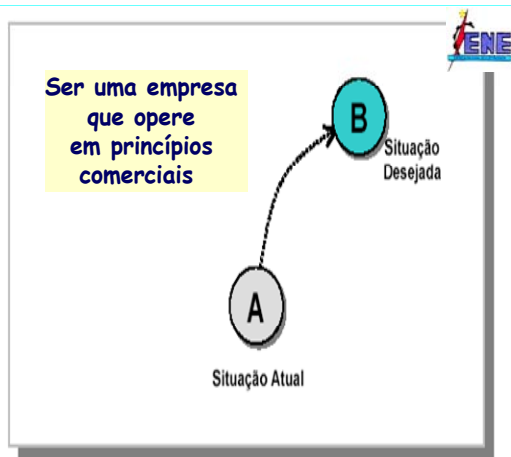 ENE
Ser uma empresa
que opere
em princípios
comerciais
B
Situação
Desejada
A
Situação Atual